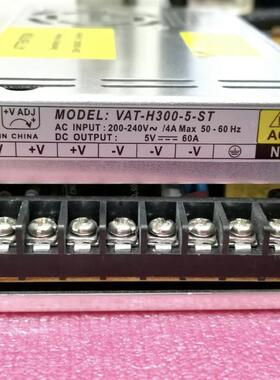 +V ADJ
MODEL: VAT-H300-5-ST
AC INPUT : 200-240V~ /4A Max 50 - 60 Hz
DC OUTPUT : 5V⎓ 60A
IN CHINA
+V +V -V -V -V